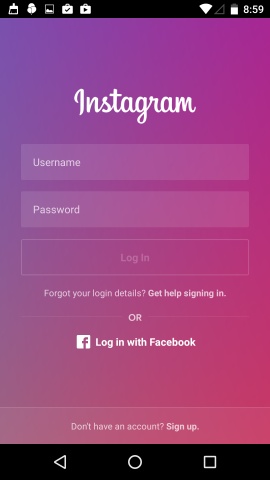 8:59
Instagram
Username
Password
Log In
Forgot your login details? Get help signing in.
OR
Log in with Facebook
Don't have an account? Sign up.